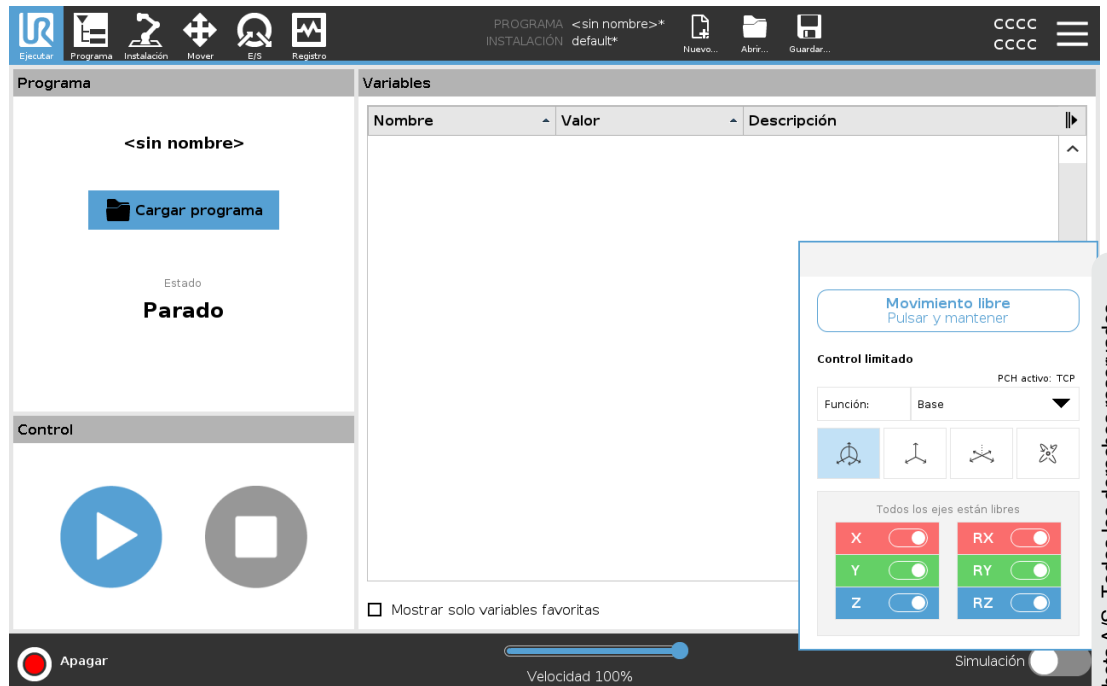 UR
Ejecutar
Programa
Instalación
Mover
E/S
Registro
PROGRAMA <sin nombre>*
INSTALACIÓN default*
Nuevo...
Abrir...
Guardar...
CCCC
CCCC
Programa
<sin nombre>
Cargar programa
Estado
Parado
Control
Variables
Nombre
Valor
Descripción
Mostrar solo variables favoritas
Movimiento libre
Pulsar y mantener
Control limitado
PCH activo: TCP
Función: Base
Todos los ejes están libres
X RX
Y RY
Z RZ
Apagar
Velocidad 100%
Simulación